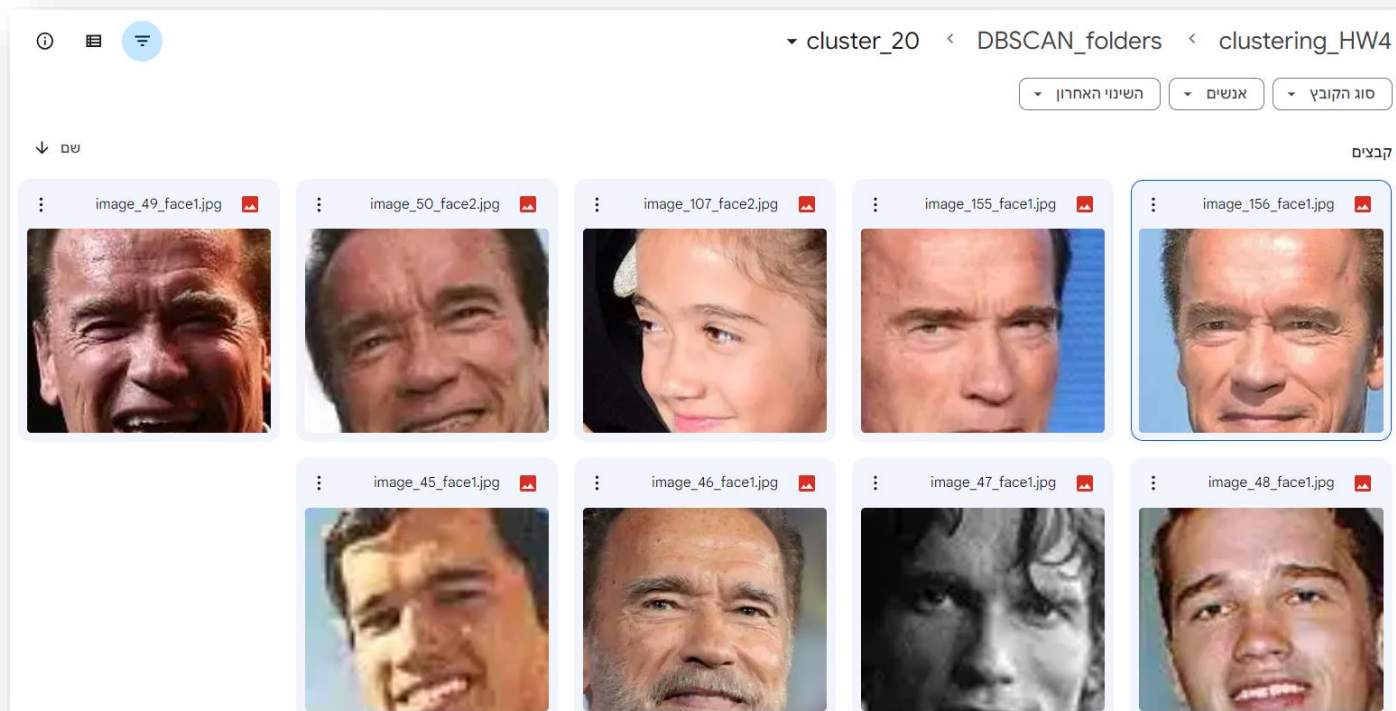 clustering_HW4 > DBSCAN_folders > cluster_20
סוג הקובץ אנשים השינוי האחרון
שם
קבצים
image_156_face1.jpg
image_155_face1.jpg
image_107_face2.jpg
image_50_face2.jpg
image_49_face1.jpg
image_48_face1.jpg
image_47_face1.jpg
image_46_face1.jpg
image_45_face1.jpg